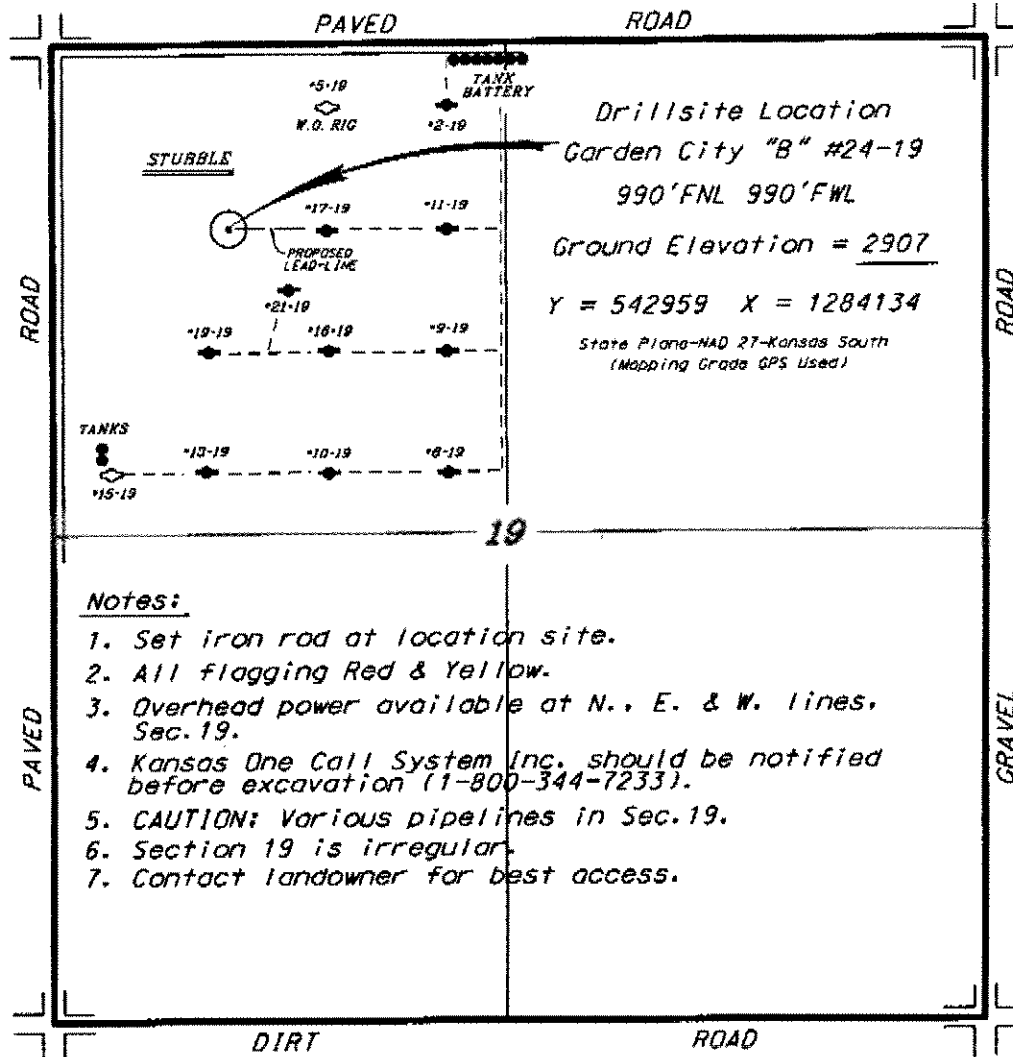 PAVED ROAD
TANK
BATTERY
*5-19
W.O. RIG
*2-19
Drillsite Location
Garden City "B" #24-19
990'FNL 990'FWL
Ground Elevation = 2907
Y = 542959 X = 1284134
State Plane-NAD 27-Kansas South
(Mapping Grade GPS Used)
STUBBLE
*17-19
*11-19
PROPOSED
LEAD-LINE
*21-19
*19-19
*16-19
*9-19
TANKS
*13-19
*10-19
*8-19
*15-19
19
PAVED ROAD
GRAVEL ROAD
Notes:
1. Set iron rod at location site.
2. All flagging Red & Yellow.
3. Overhead power available at N., E. & W. lines,
Sec.19.
4. Kansas One Call System Inc. should be notified
before excavation (1-800-344-7233).
5. CAUTION: Various pipelines in Sec.19.
6. Section 19 is irregular.
7. Contact landowner for best access.
DIRT ROAD